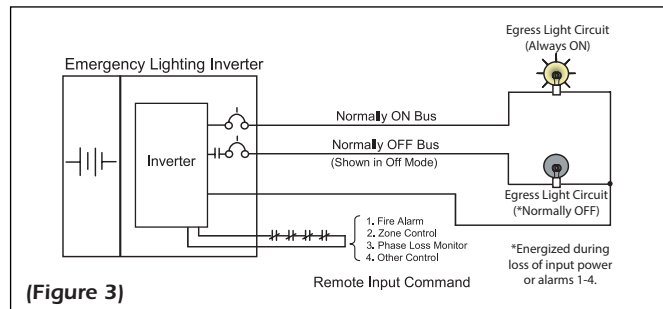 Egress Light Circuit
(Always ON)
Emergency Lighting Inverter
Normally ON Bus
Normally OFF Bus
(Shown in Off Mode)
Inverter
Egress Light Circuit
(*Normally OFF)
1. Fire Alarm
2. Zone Control
3. Phase Loss Monitor
4. Other Control
Remote Input Command
*Energized during
loss of input power
or alarms 1-4.
(Figure 3)